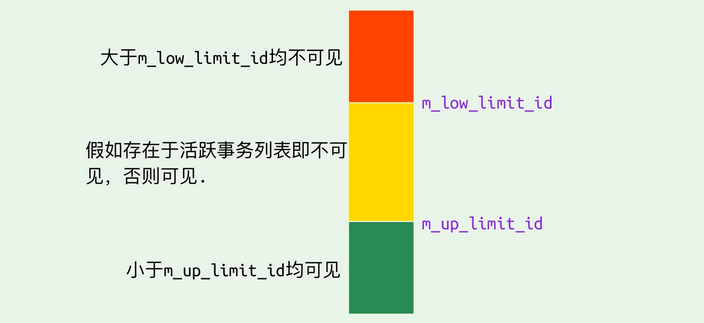 大于m_low_limit_id均不可见
m_low_limit_id
假如存在于活跃事务列表即不可
见，否则可见.
m_up_limit_id
小于m_up_limit_id均可见